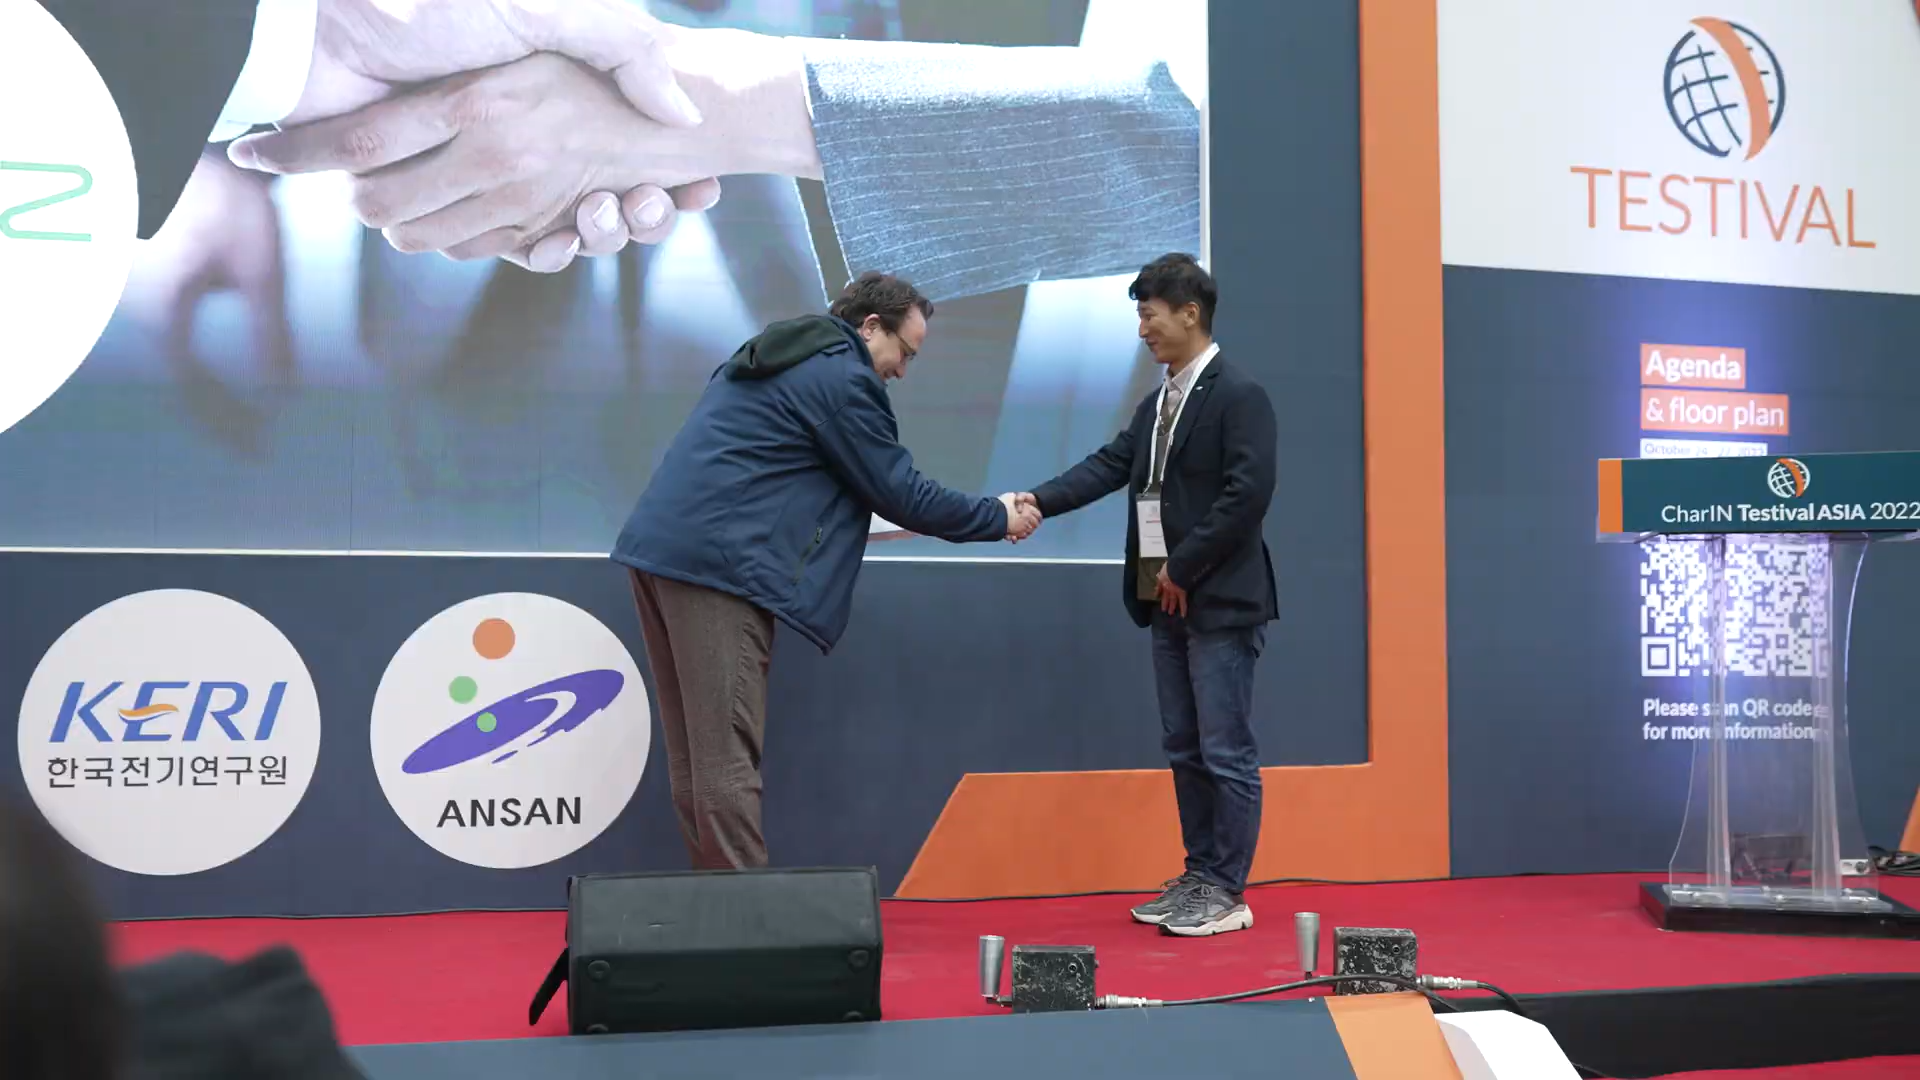 TESTIVAL
Agenda
& floor plan
CharIN Testival ASIA 2022
Please scan QR code
for more information
KERI
한국전기연구원
ANSAN